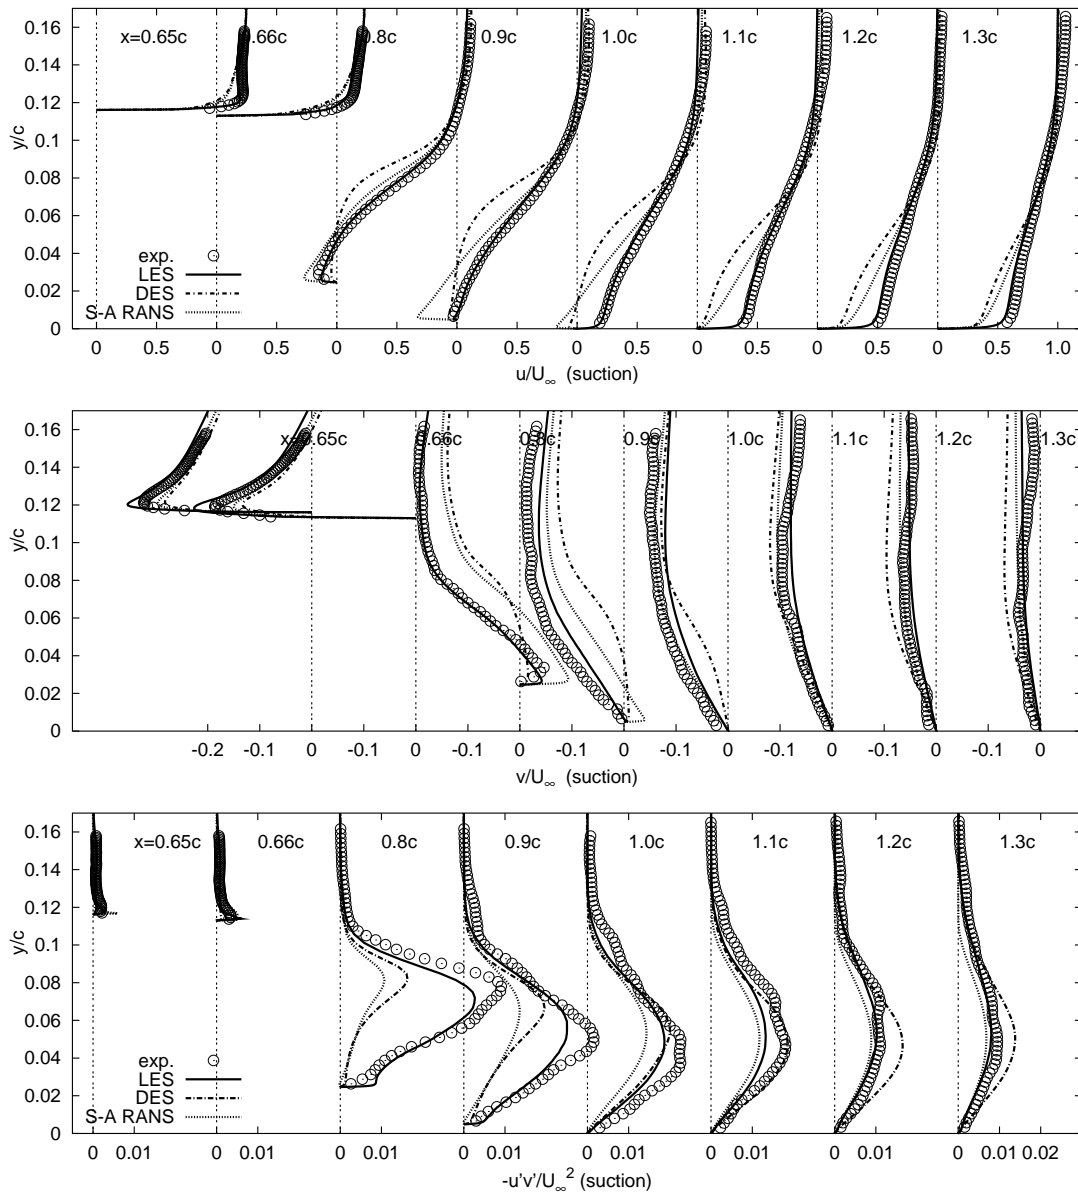 0.16
0.14
0.12
0.1
0.08
0.06
0.04
0.02
0
y/c
x=0.65c 0.66c 0.8c 0.9c 1.0c 1.1c 1.2c 1.3c
exp.
LES
DES
S-A RANS
0 0.5 0 0.5 0 0.5 0 0.5 0 0.5 0 0.5 0 0.5 0 0.5 1.0
u/U∞ (suction)
0.16
0.14
0.12
0.1
0.08
0.06
0.04
0.02
0
y/c
x=0.65c 0.66c 0.8c 0.9c 1.0c 1.1c 1.2c 1.3c
-0.2 -0.1 0 -0.1 0 -0.1 0 -0.1 0 -0.1 0 -0.1 0 -0.1 0 -0.1 0
v/U∞ (suction)
0.16
0.14
0.12
0.1
0.08
0.06
0.04
0.02
0
y/c
x=0.65c 0.66c 0.8c 0.9c 1.0c 1.1c 1.2c 1.3c
exp.
LES
DES
S-A RANS
0 0.01 0 0 0.01 0 0.01 0 0.01 0 0.01 0 0.01 0 0.01 0.02
-u'v'/U∞² (suction)